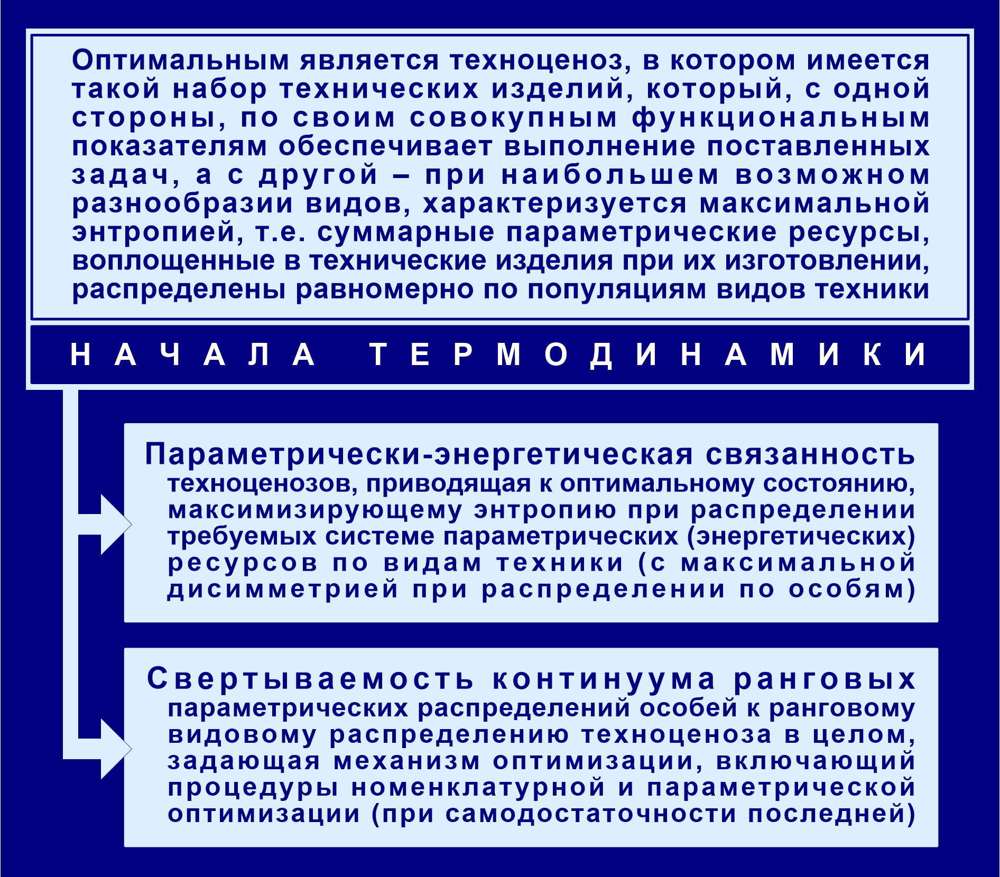 Оптимальным является техноценоз, в котором имеется
такой набор технических изделий, который, с одной
стороны, по своим совокупным функциональным
показателям обеспечивает выполнение поставленных
задач, а с другой – при наибольшем возможном
разнообразии видов, характеризуется максимальной
энтропией, т.е. суммарные параметрические ресурсы,
воплощенные в технические изделия при их изготовлении,
распределены равномерно по популяциям видов техники
НАЧАЛА ТЕРМОДИНАМИКИ
Параметрически-энергетическая связанность
техноценозов, приводящая к оптимальному состоянию,
максимизирующему энтропию при распределении
требуемых системе параметрических (энергетических)
ресурсов по видам техники (с максимальной
дисимметрией при распределении по особям)
Свертываемость континуума ранговых
параметрических распределений особей к ранговому
видовому распределению техноценоза в целом,
задающая механизм оптимизации, включающий
процедуры номенклатурной и параметрической
оптимизации (при самодостаточности последней)